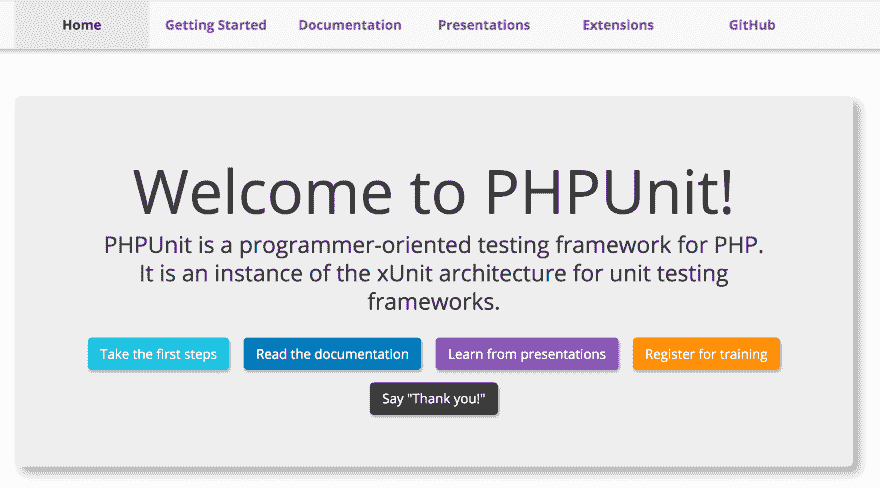 Home Getting Started Documentation Presentations Extensions GitHub
Welcome to PHPUnit!
PHPUnit is a programmer-oriented testing framework for PHP.
It is an instance of the xUnit architecture for unit testing
frameworks.
Take the first steps Read the documentation Learn from presentations Register for training
Say "Thank you!"